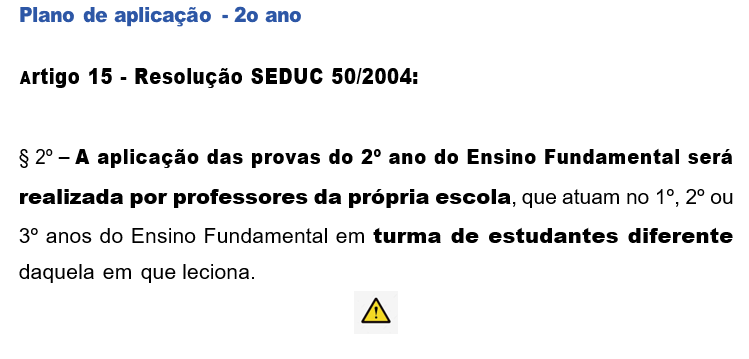 Plano de aplicação - 2o ano
Artigo 15 - Resolução SEDUC 50/2004:
§ 2º – A aplicação das provas do 2º ano do Ensino Fundamental será
realizada por professores da própria escola, que atuam no 1º, 2º ou
3º anos do Ensino Fundamental em turma de estudantes diferente
daquela em que leciona.